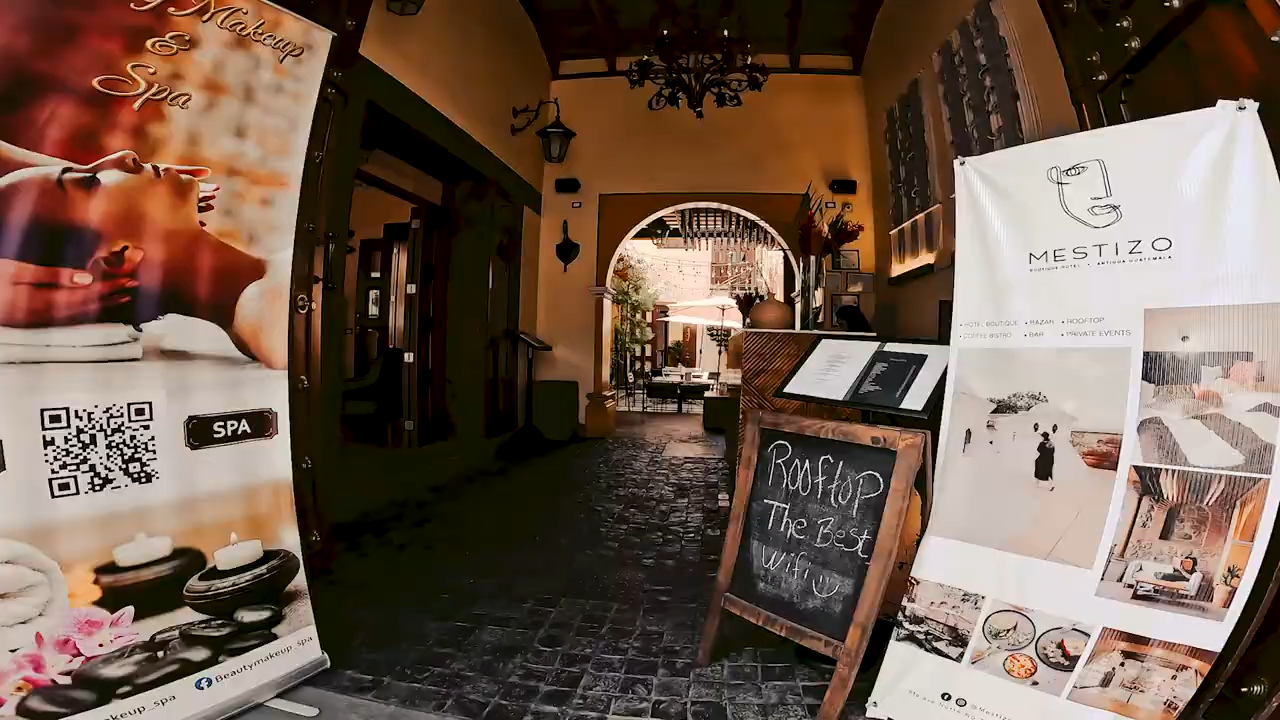 Makeup
&
Spa
SPA
Beautymakeup_spa
akeup_spa
Rooftop
The Best
Wifi
MESTIZO
BOUTIQUE HOTEL • ANTIGUA GUATEMALA
• HOTEL BOUTIQUE • BAZAR • ROOFTOP
• COFFEE BISTRO • BAR • PRIVATE EVENTS